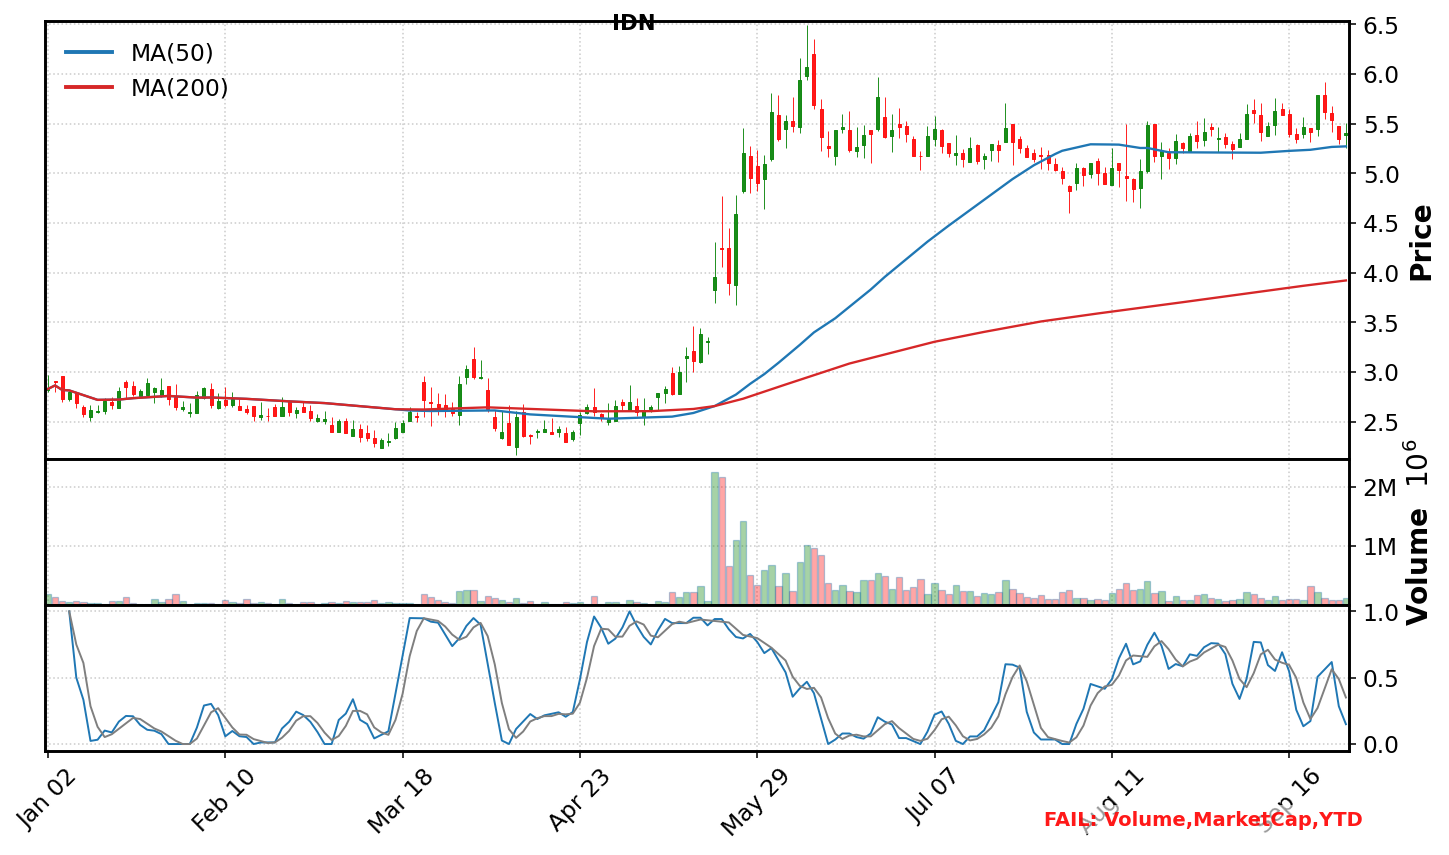 IDN
MA(50)
MA(200)
6.5
6.0
5.5
5.0
4.5
4.0
3.5
3.0
2.5
Price
2M
1M
Volume 10^6
1.0
0.5
0.0
Jan 02
Feb 10
Mar 18
Apr 23
May 29
Jul 07
Aug 11
Sep 16
FAIL: Volume,MarketCap,YTD